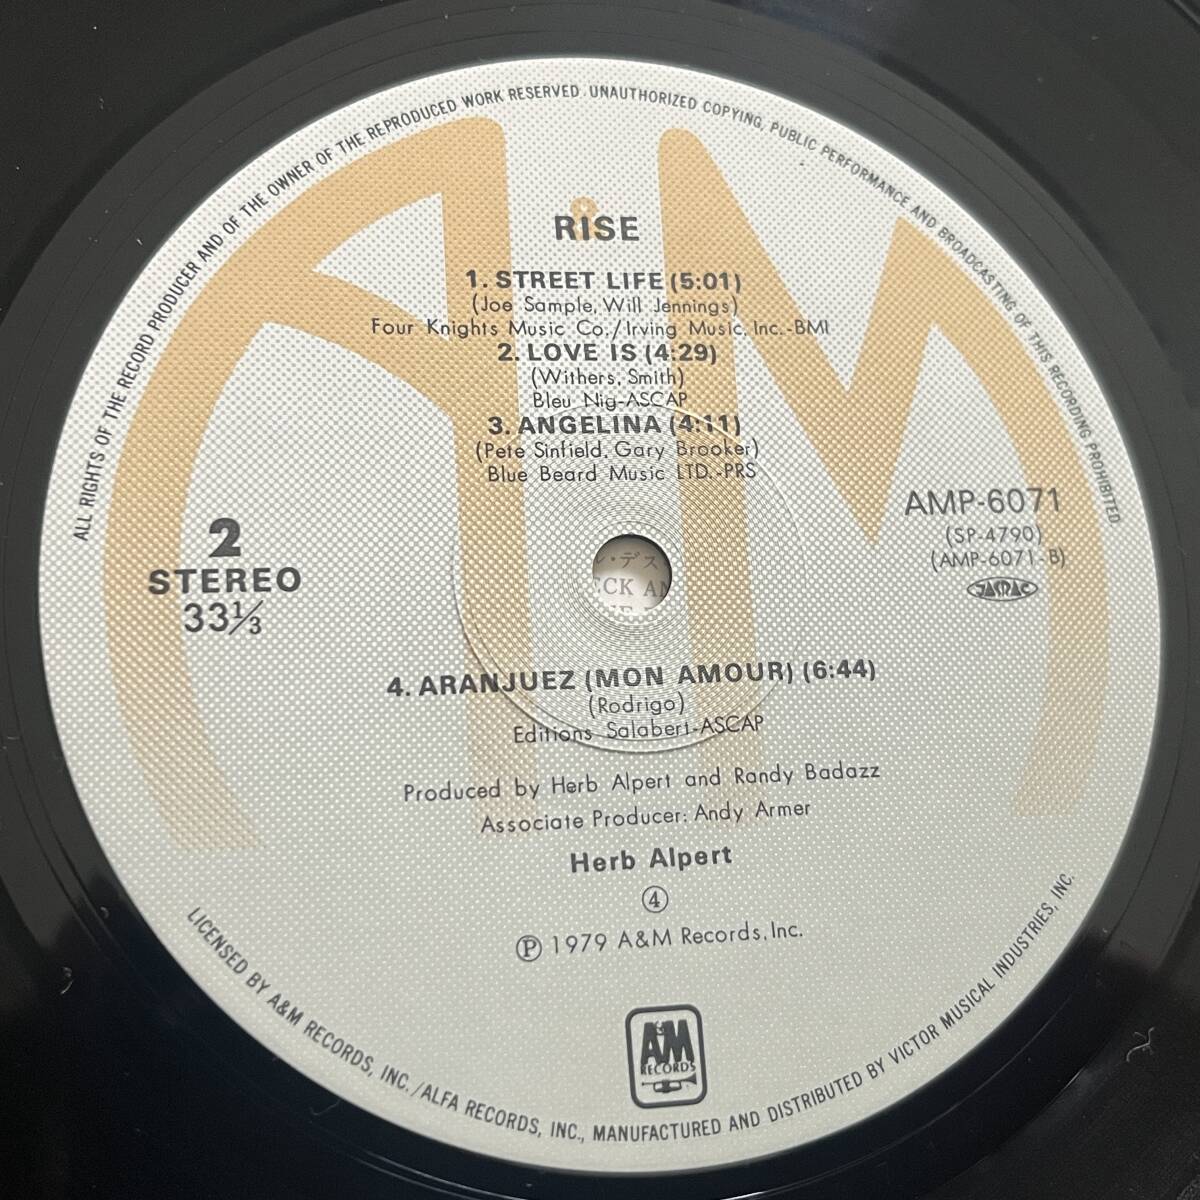 ALL RIGHTS OF THE RECORD PRODUCER AND OF THE OWNER OF THE REPRODUCED WORK RESERVED · UNAUTHORIZED COPYING, PUBLIC PERFORMANCE AND BROADCASTING OF THIS RECORDING PROHIBITED
RISE
1. STREET LIFE (5:01)
(Joe Sample, Will Jennings)
Four Knights Music Co./Irving Music, Inc.-BMI
2. LOVE IS (4:29)
(Withers, Smith)
Bleu Nig-ASCAP
3. ANGELINA (4:11)
(Pete Sinfield, Gary Brooker)
Blue Beard Music LTD.-PRS
2
STEREO
33⅓
AMP-6071
(SP-4790)
(AMP-6071-B)
JASRAC
・デス
ECK
4. ARANJUEZ (MON AMOUR) (6:44)
(Rodrigo)
Editions Salabert-ASCAP
Produced by Herb Alpert and Randy Badazz
Associate Producer: Andy Armer
Herb Alpert
④
℗ 1979 A&M Records, Inc.
A&M
RECORDS
LICENSED BY A&M RECORDS, INC./ALFA RECORDS, INC., MANUFACTURED AND DISTRIBUTED BY VICTOR MUSICAL INDUSTRIES, INC.